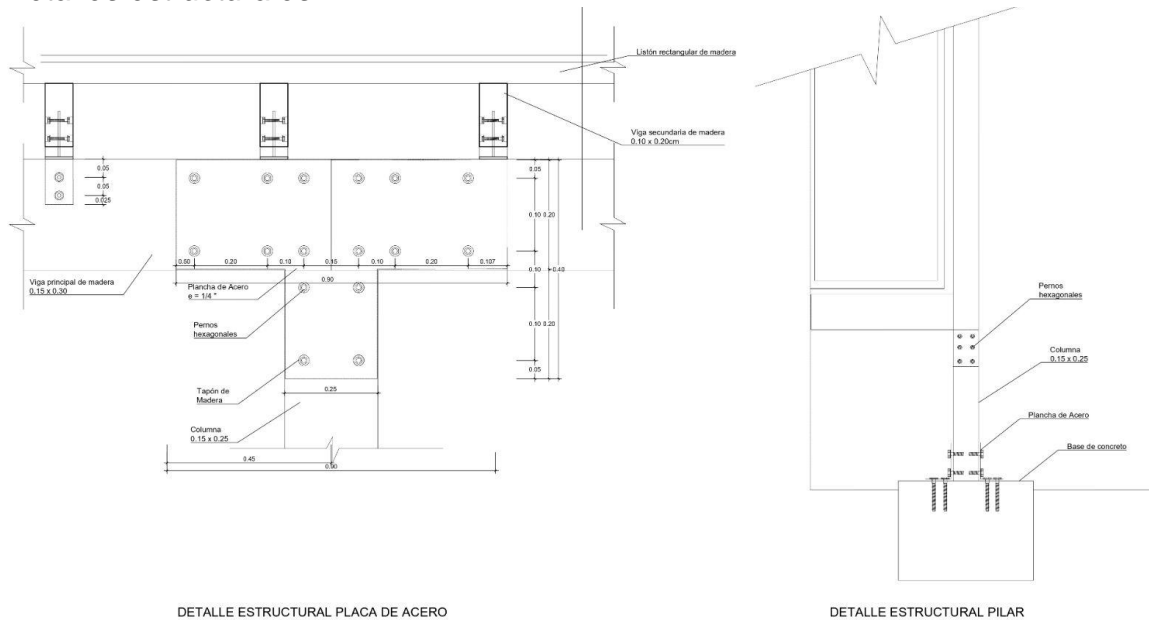 Listón rectangular de madera
Viga secundaria de madera
0.10 x 0.20cm
0.05
0.05
0.025
0.05
0.10
0.20
0.60
0.20
0.10
0.15
0.10
0.20
0.107
0.10
0.40
0.90
Viga principal de madera
0.15 x 0.30
Plancha de Acero
e = 1/4 "
Pernos
hexagonales
0.10
0.20
Tapón de
Madera
0.05
0.25
Columna
0.15 x 0.25
0.45
0.90
DETALLE ESTRUCTURAL PLACA DE ACERO
Pernos
hexagonales
Columna
0.15 x 0.25
Plancha de Acero
Base de concreto
DETALLE ESTRUCTURAL PILAR